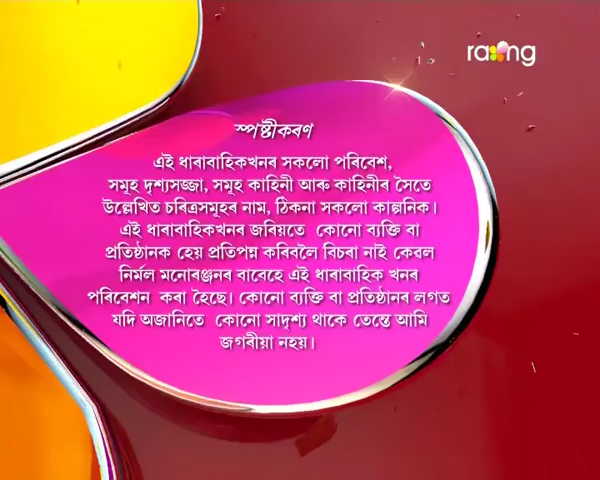 rang
স্পষ্টীকৰণ
এই ধাৰাবাহিকখনৰ সকলো পৰিবেশ,
সমূহ দৃশ্যসজ্জা, সমূহ কাহিনী আৰু কাহিনীৰ সৈতে
উল্লেখিত চৰিত্ৰসমূহৰ নাম, ঠিকনা সকলো কাল্পনিক।
এই ধাৰাবাহিকখনৰ জৰিয়তে কোনো ব্যক্তি বা
প্ৰতিষ্ঠানক হেয় প্ৰতিপন্ন কৰিবলৈ বিচৰা নাই কেৱল
নিৰ্মল মনোৰঞ্জনৰ বাবেহে এই ধাৰাবাহিক খনৰ
পৰিবেশন কৰা হৈছে। কোনো ব্যক্তি বা প্ৰতিষ্ঠানৰ লগত
যদি অজানিতে কোনো সাদৃশ্য থাকে তেন্তে আমি
জগৰীয়া নহয়।